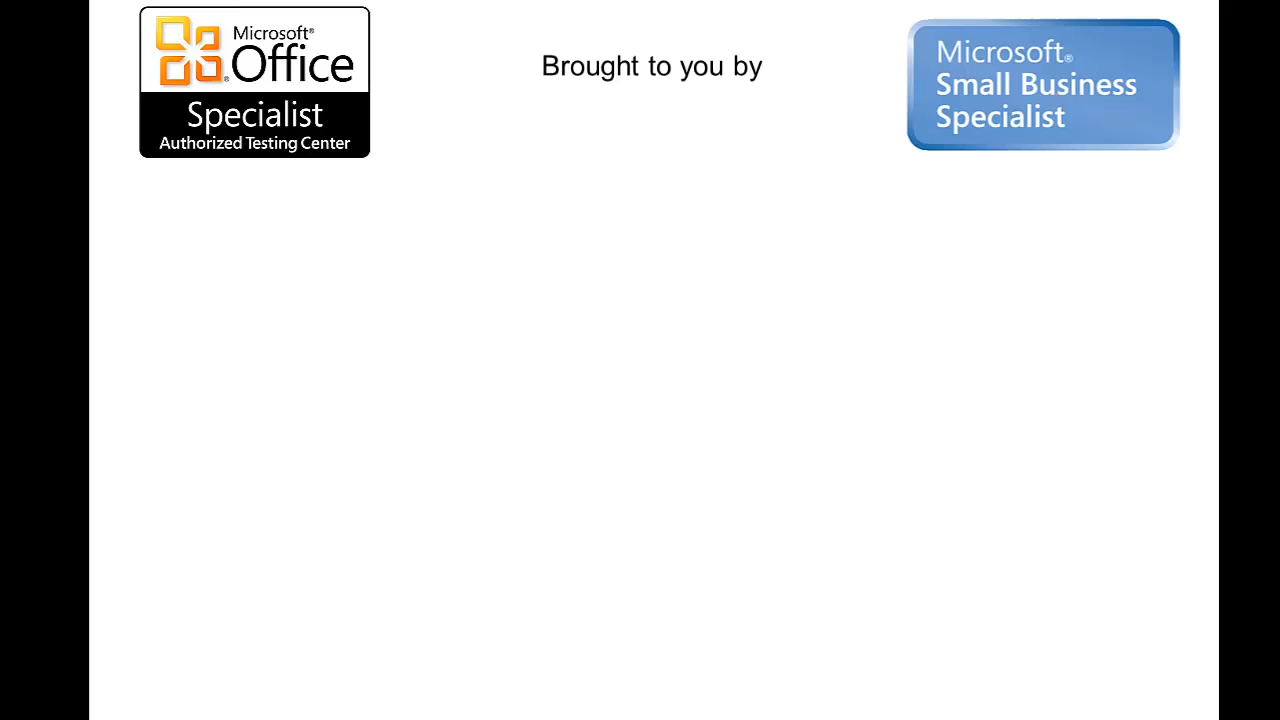 Microsoft®
®Office
Specialist
Authorized Testing Center
Brought to you by
Microsoft®
Small Business
Specialist